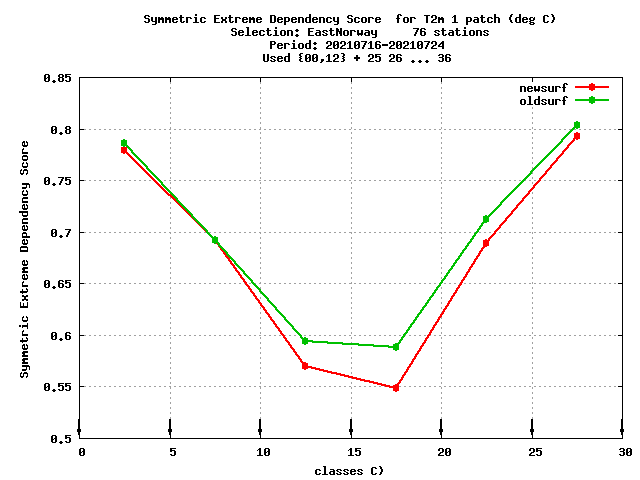 Symmetric Extreme Dependency Score  for T2m 1 patch (deg C)
Selection: EastNorway     76 stations
Period: 20210716-20210724
Used {00,12} + 25 26 ... 36
newsurf
oldsurf
Symmetric Extreme Dependency Score
0.85
0.8
0.75
0.7
0.65
0.6
0.55
0.5
0 5 10 15 20 25 30
classes C)